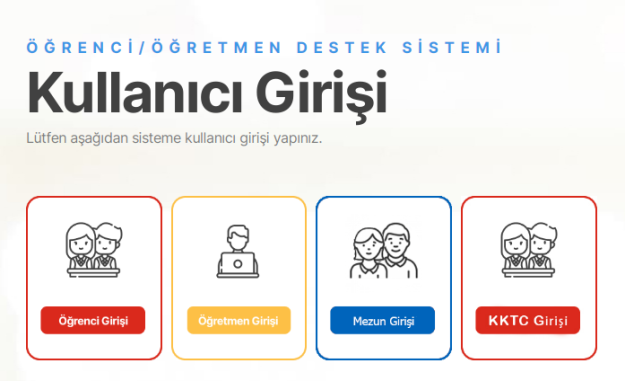 ÖĞRENCİ/ÖĞRETMEN DESTEK SİSTEMİ
Kullanıcı Girişi
Lütfen aşağıdan sisteme kullanıcı girişi yapınız.
Öğrenci Girişi
Öğretmen Girişi
Mezun Girişi
KKTC Girişi